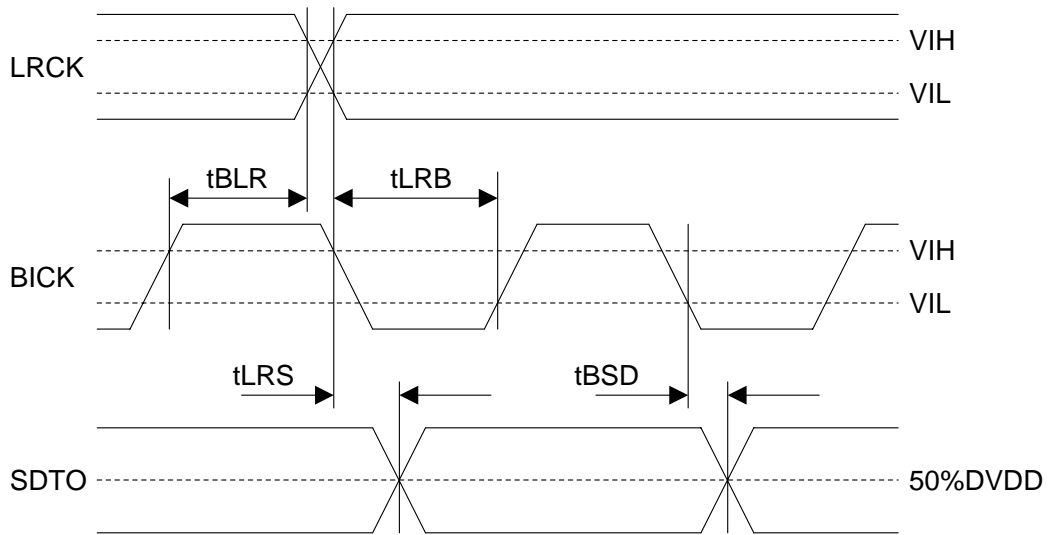 LRCK
VIH
VIL
tBLR
tLRB
BICK
VIH
VIL
tLRS
tBSD
SDTO
50%DVDD